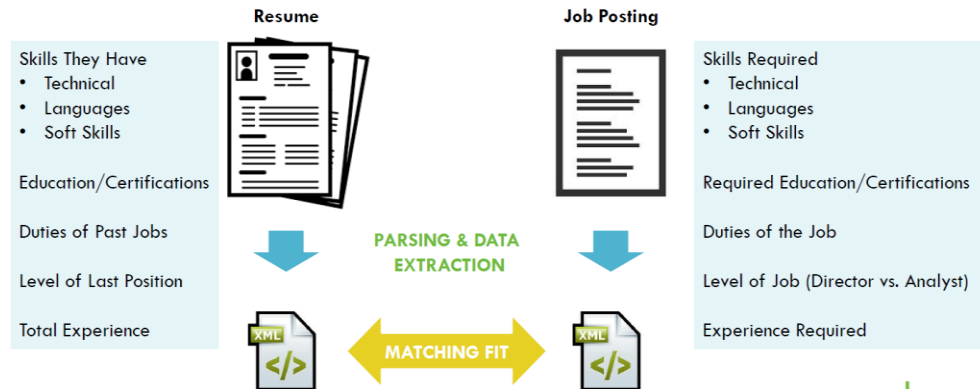 Resume
Job Posting
Skills They Have
• Technical
• Languages
• Soft Skills
Education/Certifications
Duties of Past Jobs
Level of Last Position
Total Experience
Skills Required
• Technical
• Languages
• Soft Skills
Required Education/Certifications
Duties of the Job
Level of Job (Director vs. Analyst)
Experience Required
PARSING & DATA
EXTRACTION
XML
</>
MATCHING FIT
XML
</>